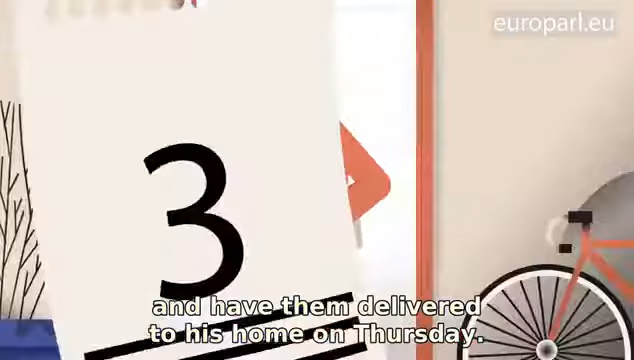 europarl.eu
3
and have them delivered
to his home on Thursday.